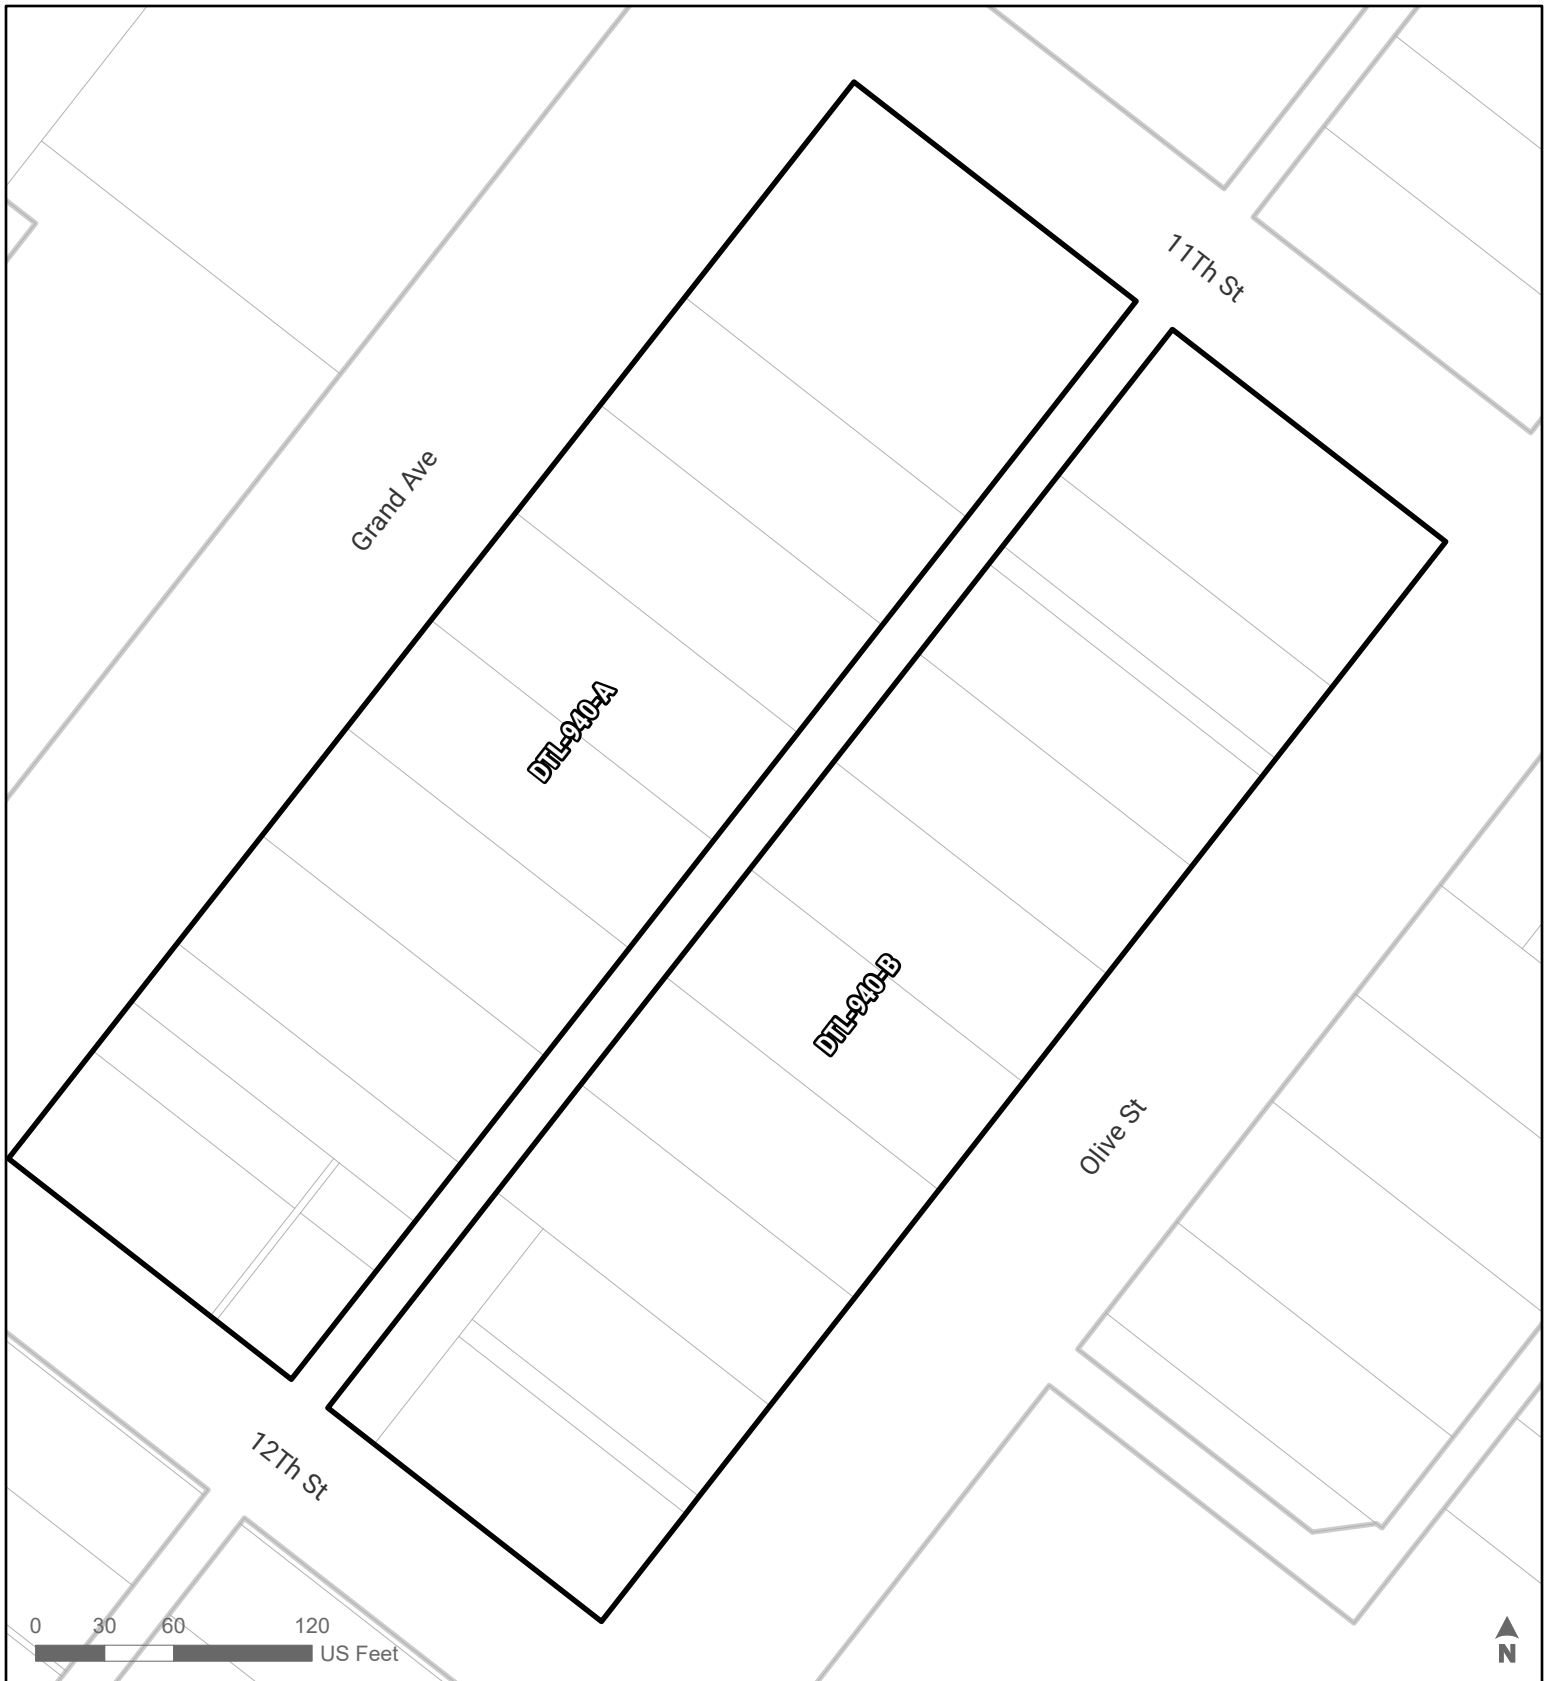 11Th St
Grand Ave
DTL-940-A
DTL-940-B
Olive St
12Th St
0 30 60 120
US Feet
N